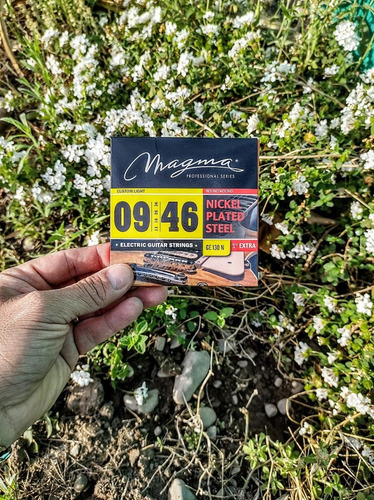 Magma
PROFESSIONAL SERIES
CUSTOM LIGHT
09 46
NICKEL
PLATED
STEEL
• ELECTRIC GUITAR STRINGS •
GE130N
EXTRA